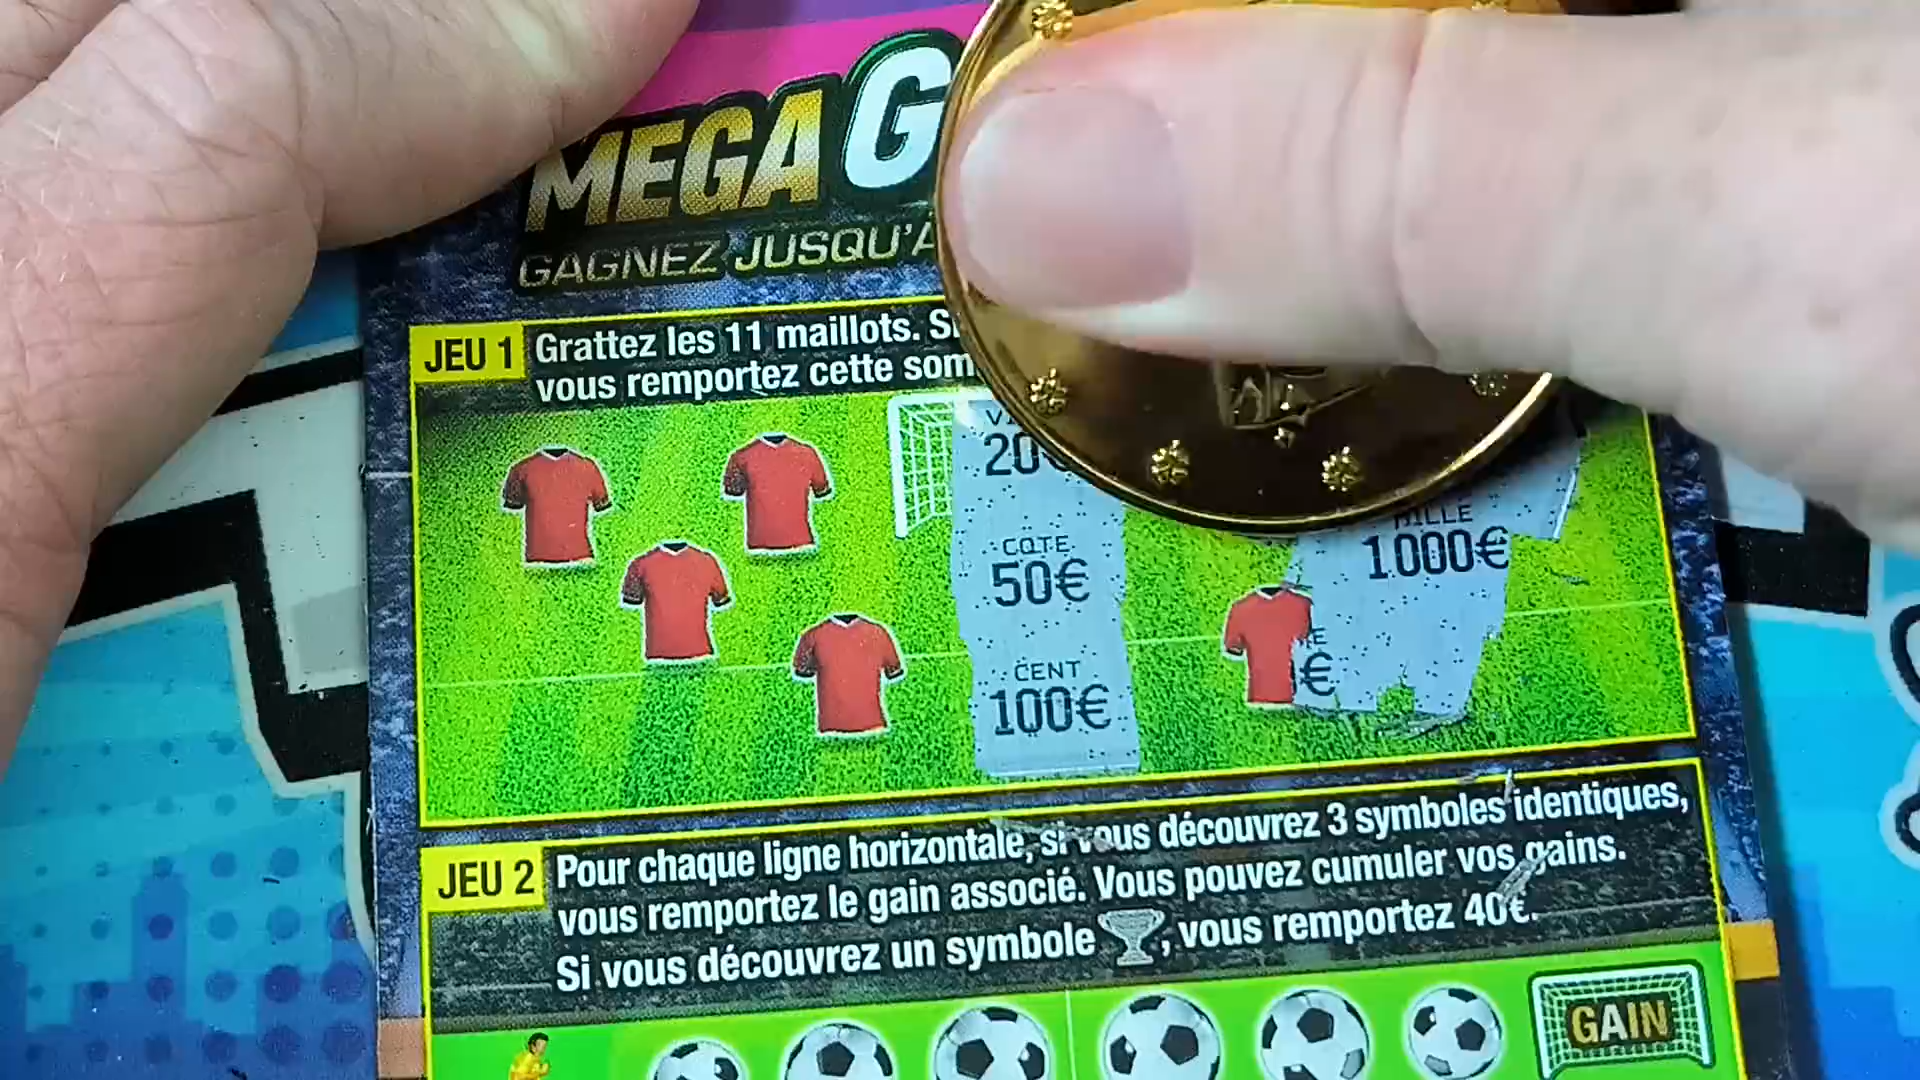 MEGA G
GAGNEZ JUSQU'À
JEU 1 Grattez les 11 maillots. Si
vous remportez cette som
COTE
50€
MILLE
1000€
€
CENT
100€
JEU 2 Pour chaque ligne horizontale, si vous découvrez 3 symboles identiques,
vous remportez le gain associé. Vous pouvez cumuler vos gains.
Si vous découvrez un symbole , vous remportez 40€.
GAIN